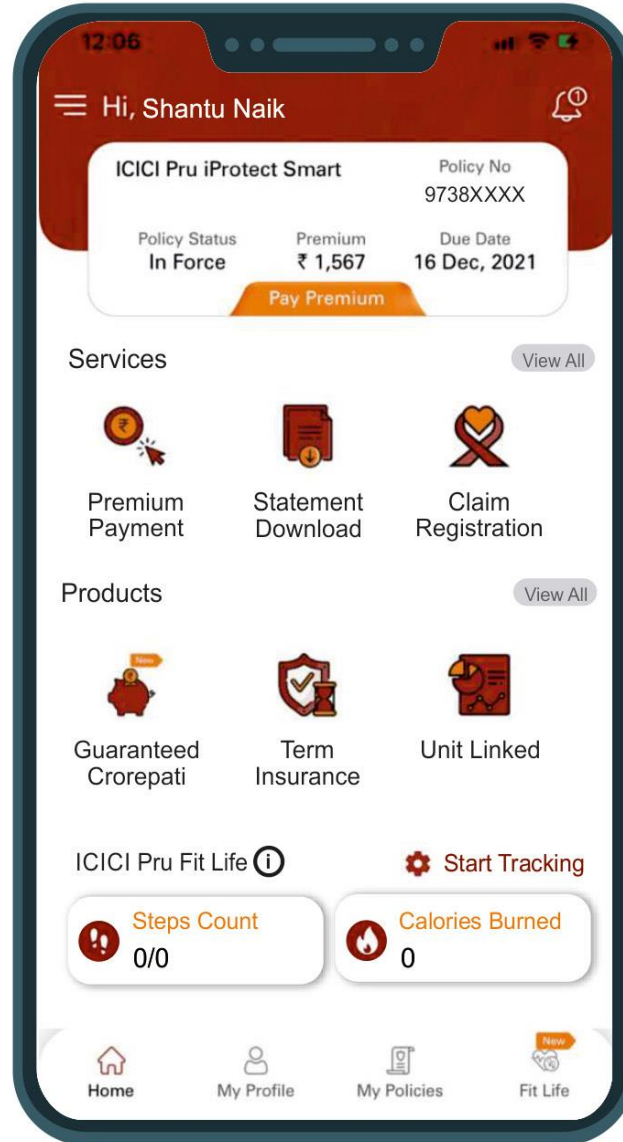 12:06
Hi, Shantu Naik
1
ICICI Pru iProtect Smart
Policy No
9738XXXX
Policy Status
Premium
Due Date
In Force
₹ 1,567
16 Dec, 2021
Pay Premium
Services
View All
₹
Premium
Payment
Statement
Download
Claim
Registration
Products
View All
New
₹
Guaranteed
Crorepati
Term
Insurance
Unit Linked
ICICI Pru Fit Life i
Start Tracking
Steps Count
0/0
Calories Burned
0
New
Home
My Profile
My Policies
Fit Life